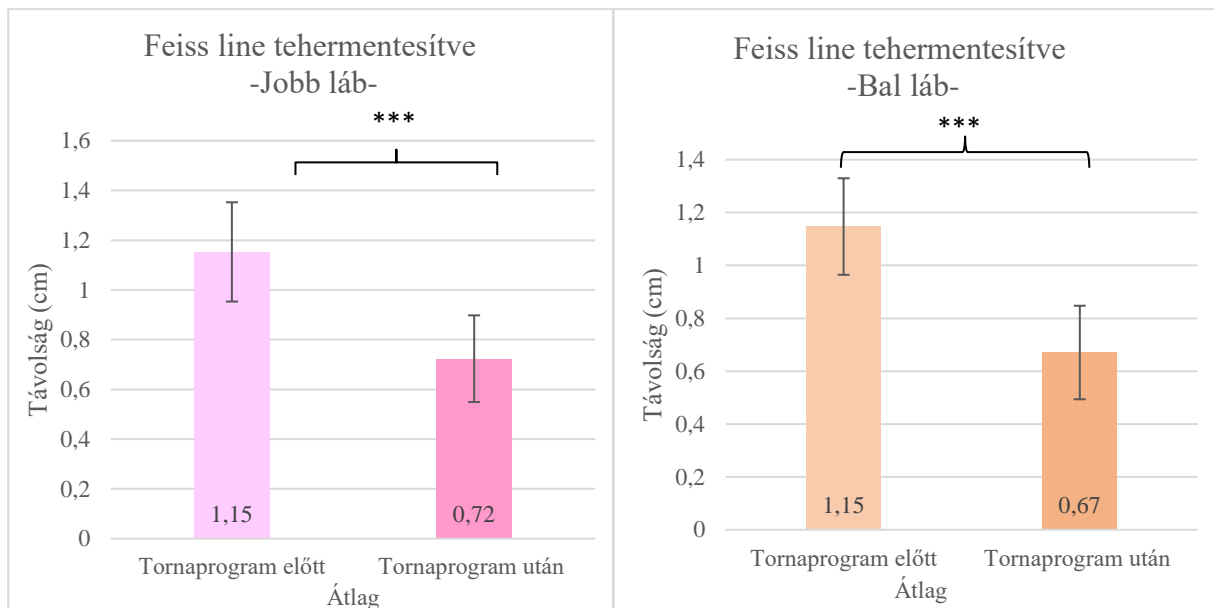 Feiss line tehermentesítve
-Jobb láb-
***
Távolság (cm)
1,6
1,4
1,2
1
0,8
0,6
0,4
0,2
0
1,15
0,72
Tornaprogram előtt
Tornaprogram után
Átlag
Feiss line tehermentesítve
-Bal láb-
***
Távolság (cm)
1,4
1,2
1
0,8
0,6
0,4
0,2
0
1,15
0,67
Tornaprogram előtt
Tornaprogram után
Átlag